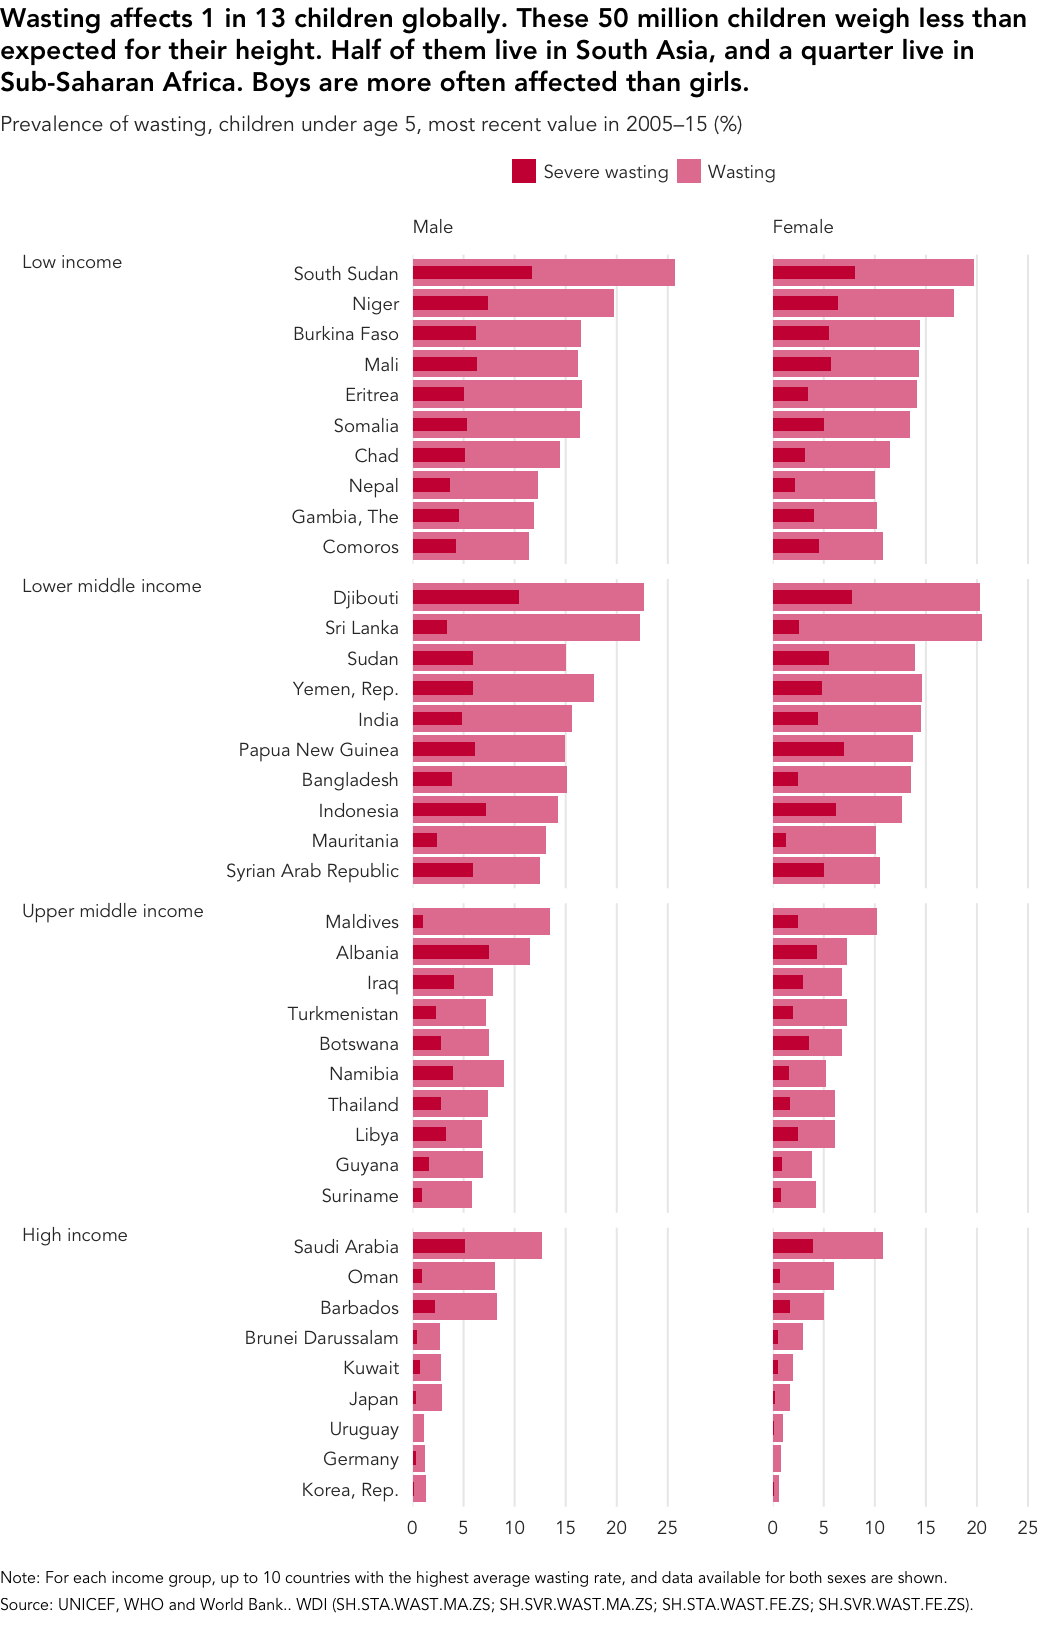 Wasting affects 1 in 13 children globally. These 50 million children weigh less than
expected for their height. Half of them live in South Asia, and a quarter live in
Sub-Saharan Africa. Boys are more often affected than girls.
Prevalence of wasting, children under age 5, most recent value in 2005–15 (%)
Severe wasting Wasting
Male Female
Low income
South Sudan
Niger
Burkina Faso
Mali
Eritrea
Somalia
Chad
Nepal
Gambia, The
Comoros
Lower middle income
Djibouti
Sri Lanka
Sudan
Yemen, Rep.
India
Papua New Guinea
Bangladesh
Indonesia
Mauritania
Syrian Arab Republic
Upper middle income
Maldives
Albania
Iraq
Turkmenistan
Botswana
Namibia
Thailand
Libya
Guyana
Suriname
High income
Saudi Arabia
Oman
Barbados
Brunei Darussalam
Kuwait
Japan
Uruguay
Germany
Korea, Rep.
0 5 10 15 20 25 0 5 10 15 20 25
Note: For each income group, up to 10 countries with the highest average wasting rate, and data available for both sexes are shown.
Source: UNICEF, WHO and World Bank.. WDI (SH.STA.WAST.MA.ZS; SH.SVR.WAST.MA.ZS; SH.STA.WAST.FE.ZS; SH.SVR.WAST.FE.ZS).